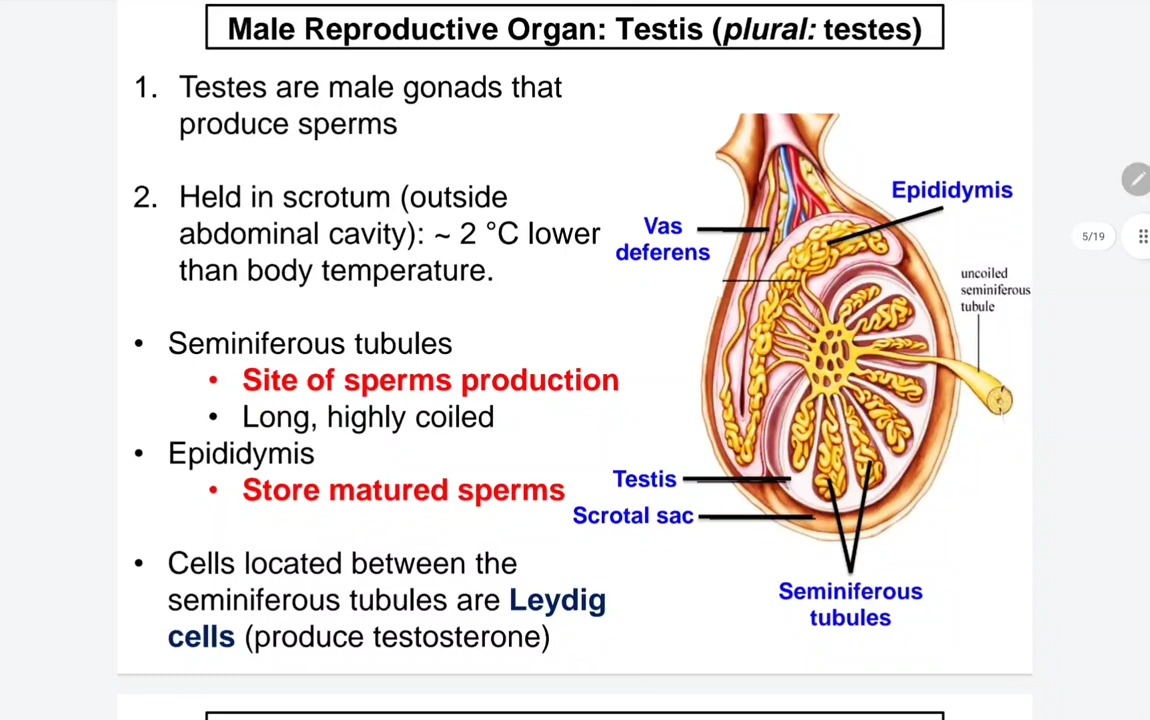 Male Reproductive Organ: Testis (plural: testes)
1. Testes are male gonads that
produce sperms
2. Held in scrotum (outside
abdominal cavity): ~ 2 °C lower
than body temperature.
• Seminiferous tubules
• Site of sperms production
• Long, highly coiled
• Epididymis
• Store matured sperms
• Cells located between the
seminiferous tubules are Leydig
cells (produce testosterone)
Epididymis
Vas
deferens
uncoiled
seminiferous
tubule
Testis
Scrotal sac
Seminiferous
tubules
5/19